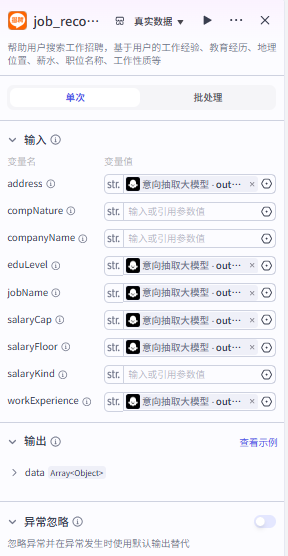 猎聘
job_reco… 真实数据
帮助用户搜索工作招聘，基于用户的工作经验、教育经历、地理
位置、薪水、职位名称、工作性质等
单次 批处理
输入
变量名 变量值
address str. 意向抽取大模型 - out…
compNature str. 输入或引用参数值
companyName str. 输入或引用参数值
eduLevel str. 意向抽取大模型 - out…
jobName str. 意向抽取大模型 - out…
salaryCap str. 意向抽取大模型 - out…
salaryFloor str. 意向抽取大模型 - out…
salaryKind str. 输入或引用参数值
workExperience str. 意向抽取大模型 - out…
输出 查看示例
data Array<Object>
异常忽略
忽略异常并在异常发生时使用默认输出替代